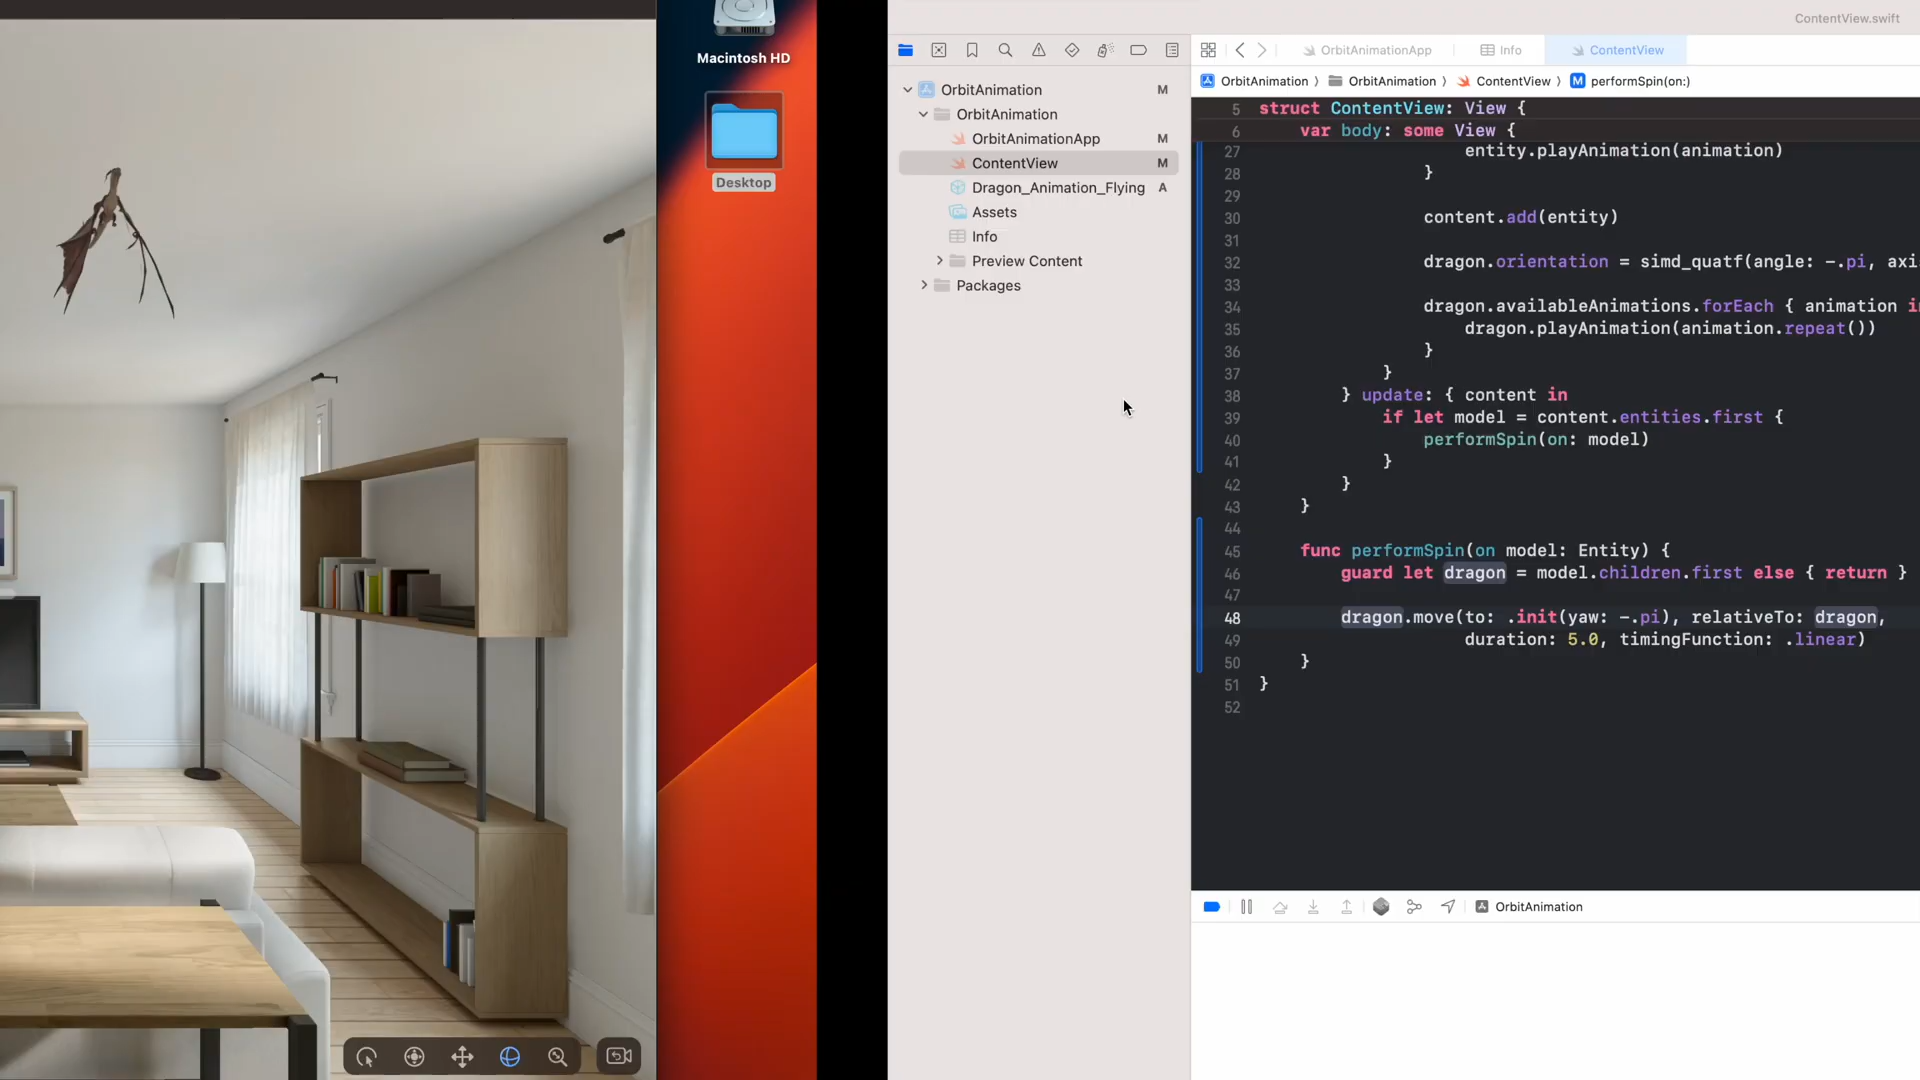 Macintosh HD
Desktop
ContentView.swift
OrbitAnimationApp
Info
ContentView
OrbitAnimation 〉 OrbitAnimation 〉 ContentView 〉 M performSpin(on:)
OrbitAnimation M
OrbitAnimation
OrbitAnimationApp M
ContentView M
Dragon_Animation_Flying A
Assets
Info
Preview Content
Packages
5 struct ContentView: View {
6 var body: some View {
27 entity.playAnimation(animation)
28 }
29
30 content.add(entity)
31
32 dragon.orientation = simd_quatf(angle: -.pi, axi
33
34 dragon.availableAnimations.forEach { animation in
35 dragon.playAnimation(animation.repeat())
36 }
37 }
38 } update: { content in
39 if let model = content.entities.first {
40 performSpin(on: model)
41 }
42 }
43 }
44
45 func performSpin(on model: Entity) {
46 guard let dragon = model.children.first else { return }
47
48 dragon.move(to: .init(yaw: -.pi), relativeTo: dragon,
49 duration: 5.0, timingFunction: .linear)
50 }
51 }
52
OrbitAnimation